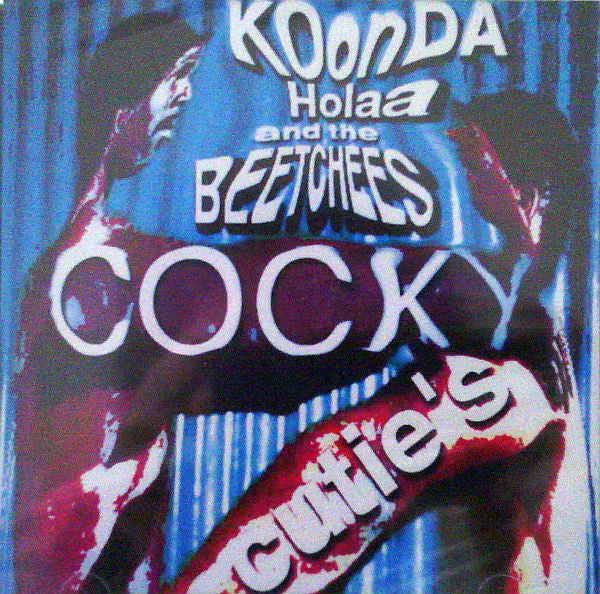 KOonDA
Holaa
and the
BEETCHEES
COCKY
cutie's